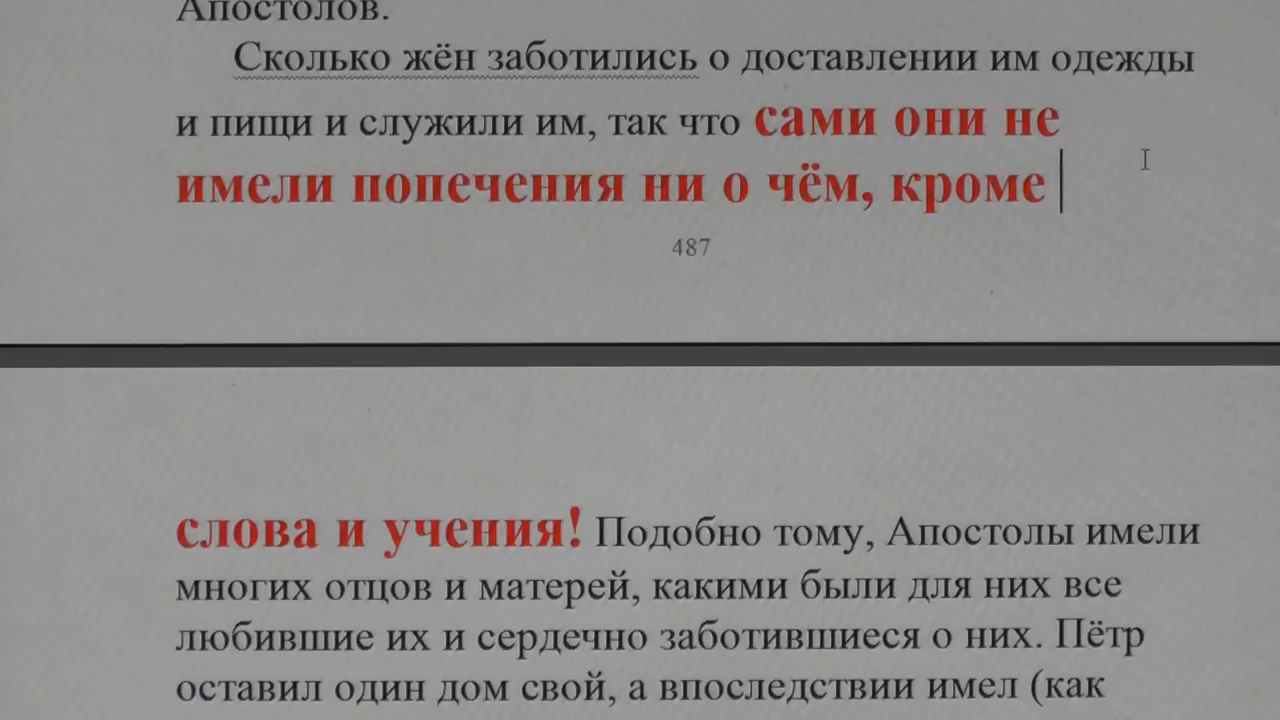 Апостолов.
Сколько жён заботились о доставлении им одежды
и пищи и служили им, так что сами они не
имели попечения ни о чём, кроме
487
слова и учения! Подобно тому, Апостолы имели
многих отцов и матерей, какими были для них все
любившие их и сердечно заботившиеся о них. Пётр
оставил один дом свой, а впоследствии имел (как